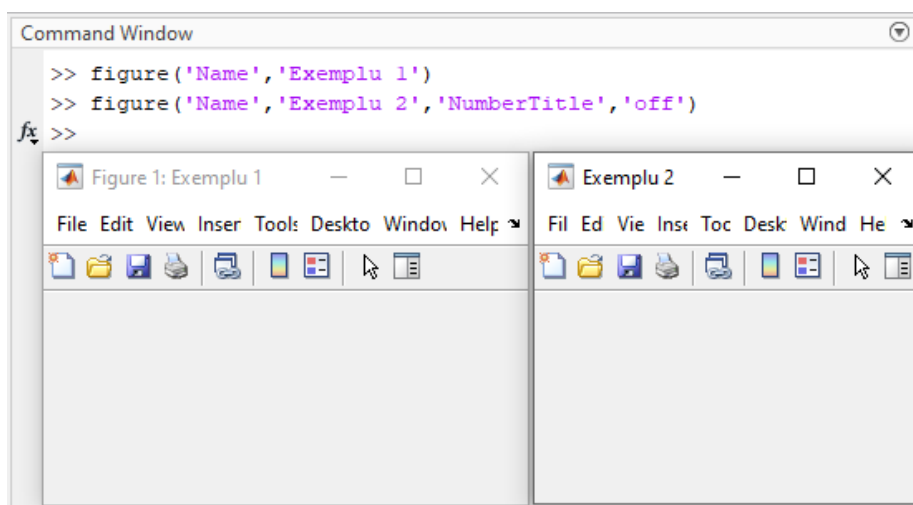 Command Window
>> figure('Name','Exemplu 1')
>> figure('Name','Exemplu 2','NumberTitle','off')
fx >>
Figure 1: Exemplu 1
File Edit View Inser Tools Deskto Window Help
Exemplu 2
Fil Ed Vie Inse Toc Desk Wind He